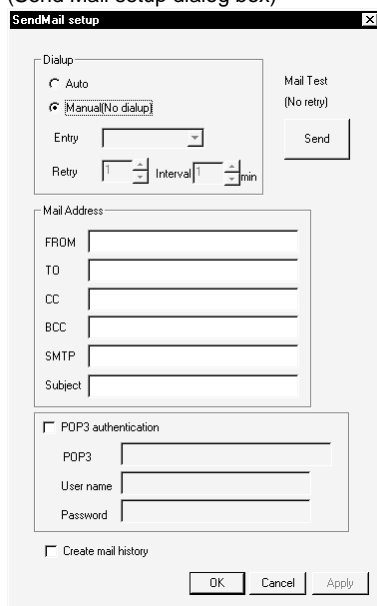 (Send Mail setup dialog box)
SendMail setup
Dialup
Auto
Manual(No dialup)
Entry
Retry 1 Interval 1 min
Mail Test
(No retry)
Send
Mail Address
FROM
TO
CC
BCC
SMTP
Subject
POP3 authentication
POP3
User name
Password
Create mail history
OK Cancel Apply